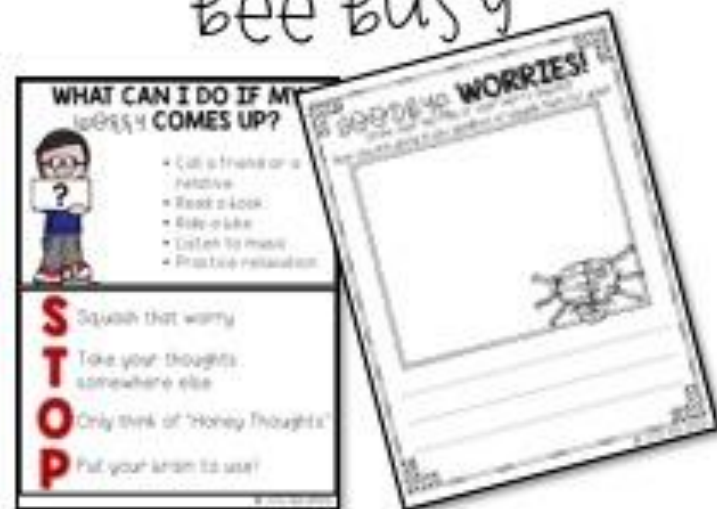 Bee Busy
WHAT CAN I DO IF MY
worry COMES UP?
?
• Call a friend or a
relative
• Read a book
• Ride a bike
• Listen to music
• Practice relaxation
S Squash that worry
T Take your thoughts
somewhere else
O Only think of "Honey Thoughts"
P Put your brain to use!
GOODBYE WORRIES!